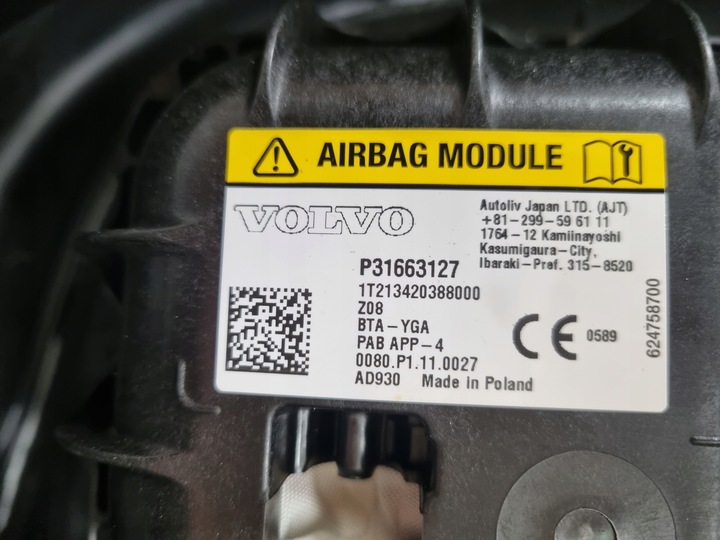 AIRBAG MODULE
VOLVO
Autoliv Japan LTD. (AJT)
+81-299-59 61 11
1764-12 Kamiinayoshi
Kasumigaura-City,
Ibaraki-Pref. 315-8520
P31663127
1T213420388000
Z08
BTA-YGA
PAB APP-4
0080.P1.11.0027
AD930 Made in Poland
CE 0589
624758700